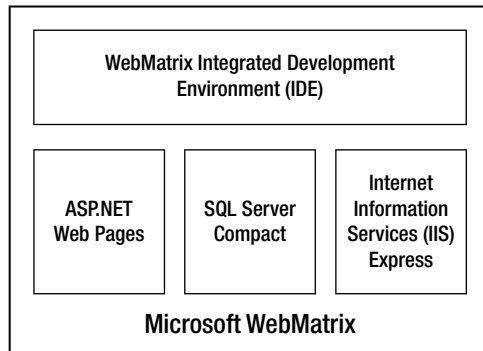 WebMatrix Integrated Development
Environment (IDE)
ASP.NET
Web Pages
SQL Server
Compact
Internet
Information
Services (IIS)
Express
Microsoft WebMatrix